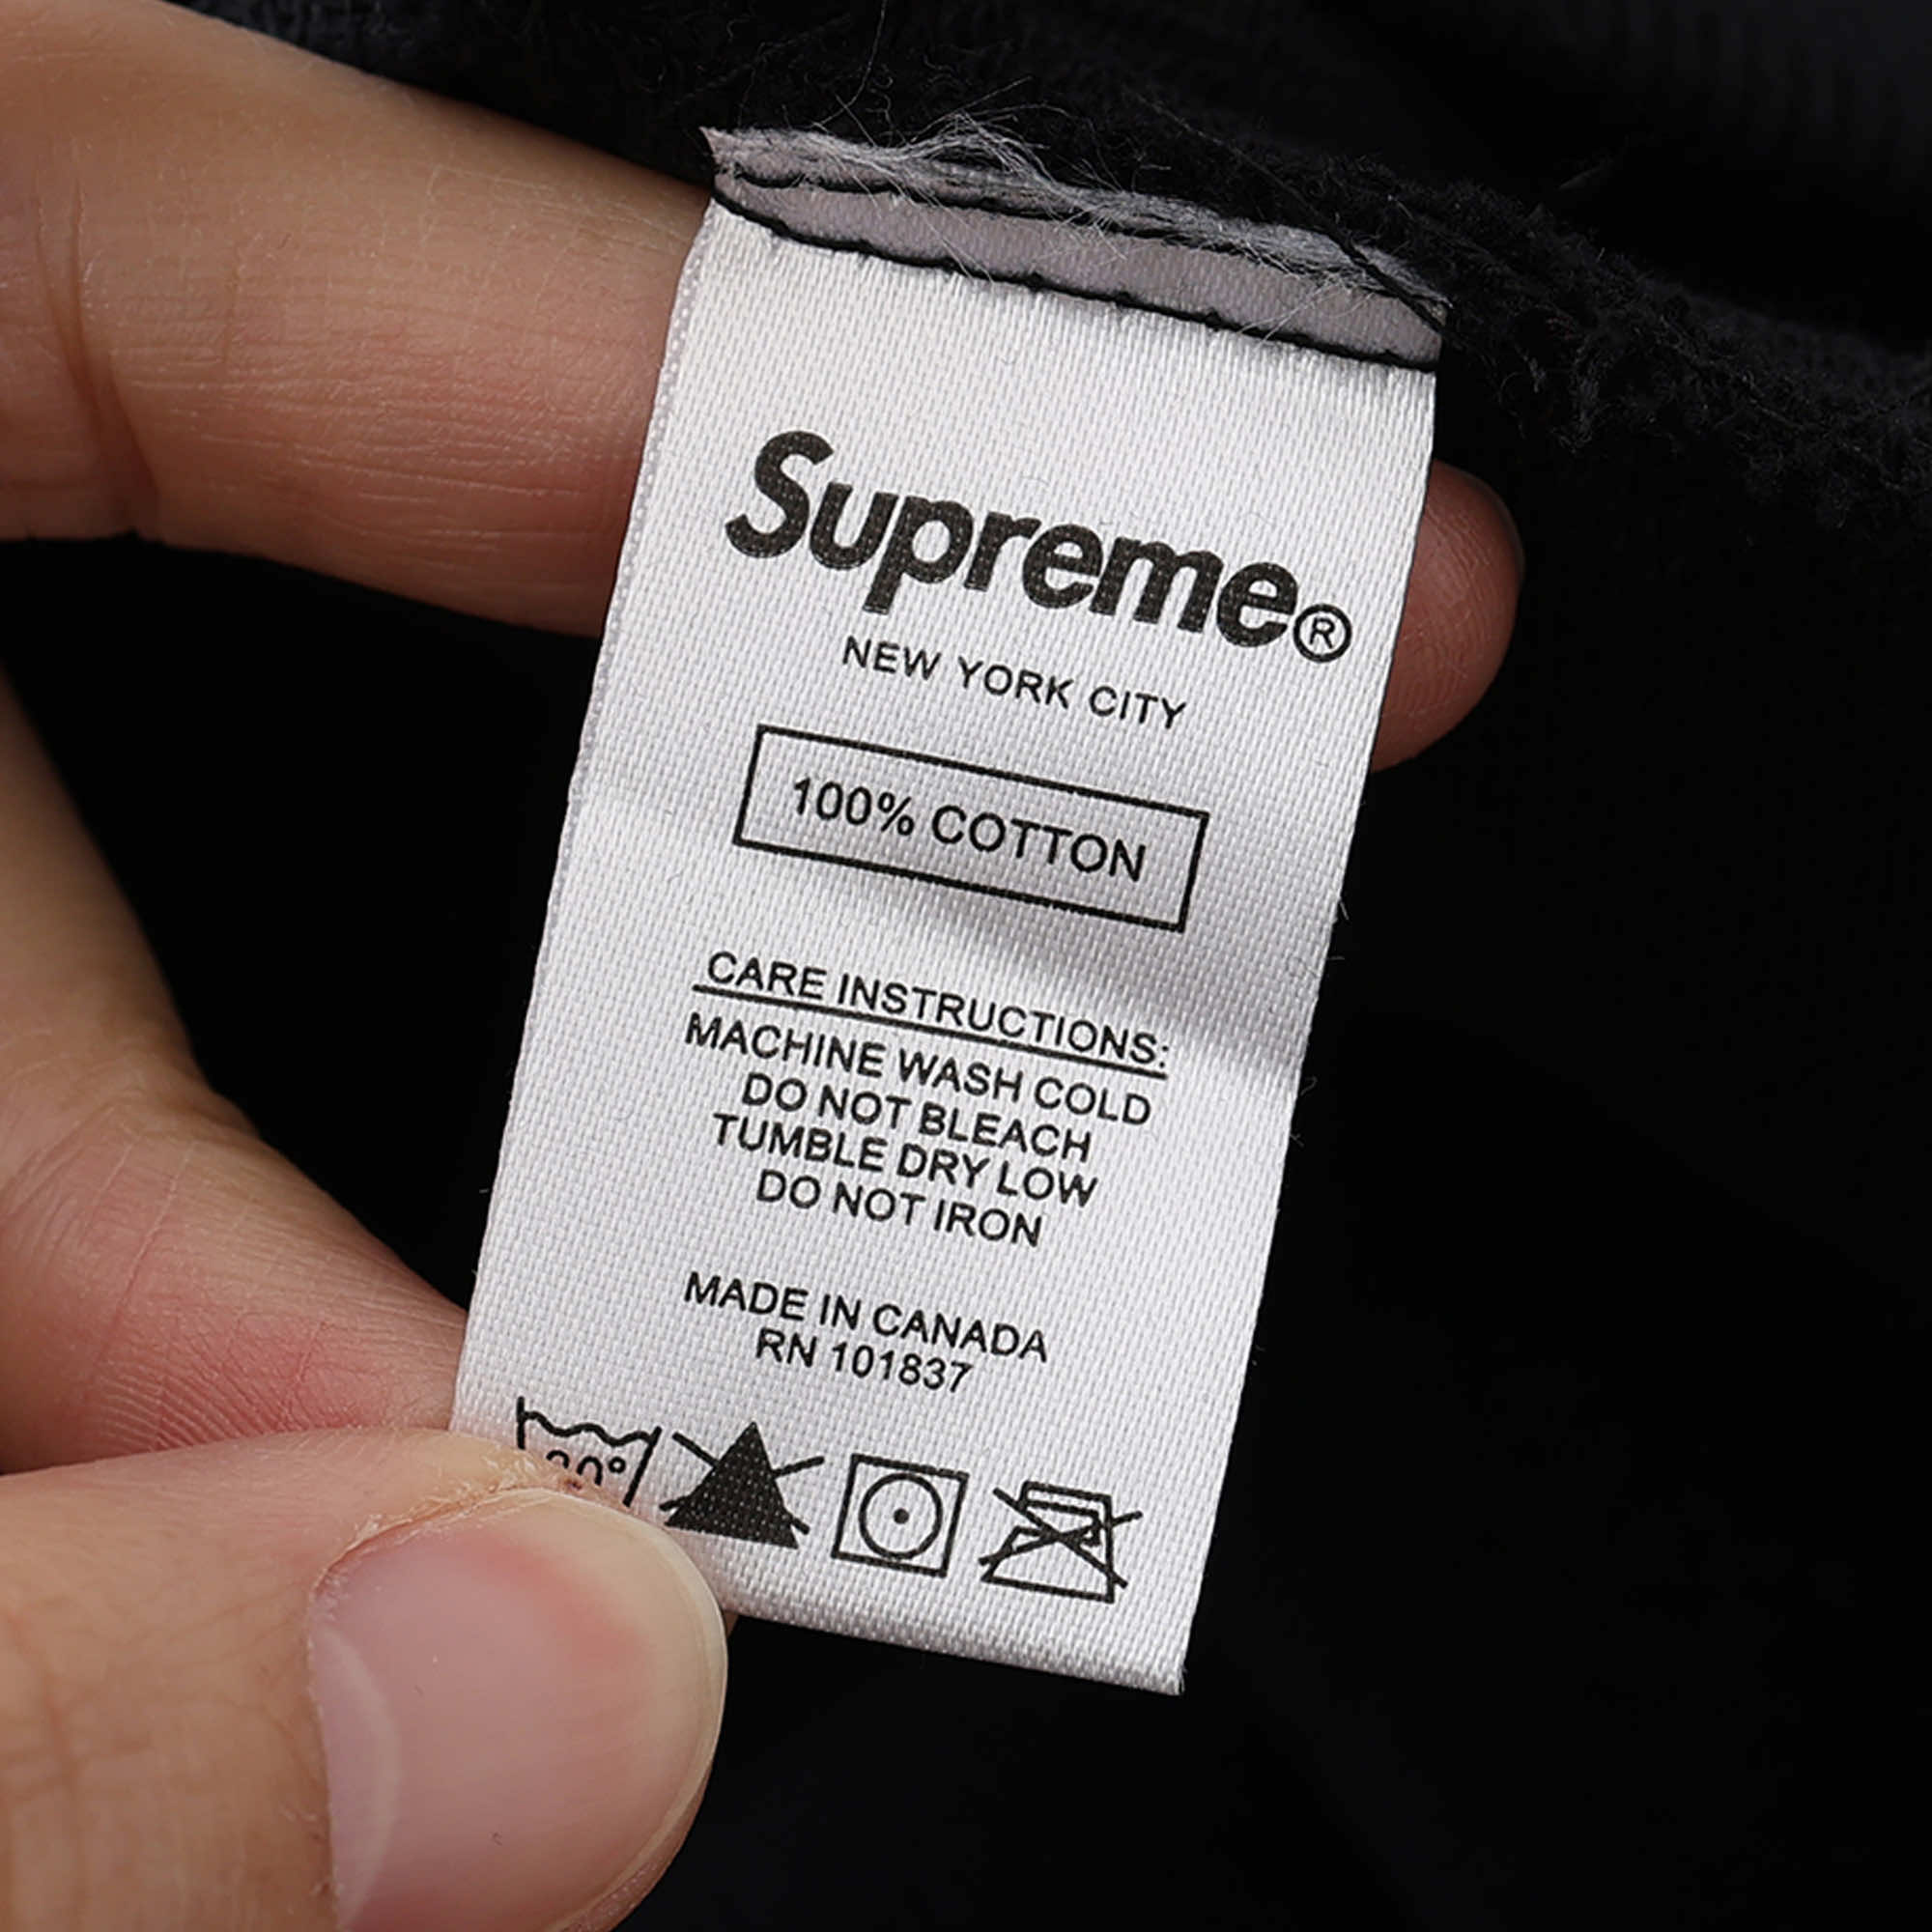 Supreme®
NEW YORK CITY
100% COTTON
CARE INSTRUCTIONS:
MACHINE WASH COLD
DO NOT BLEACH
TUMBLE DRY LOW
DO NOT IRON
MADE IN CANADA
RN 101837